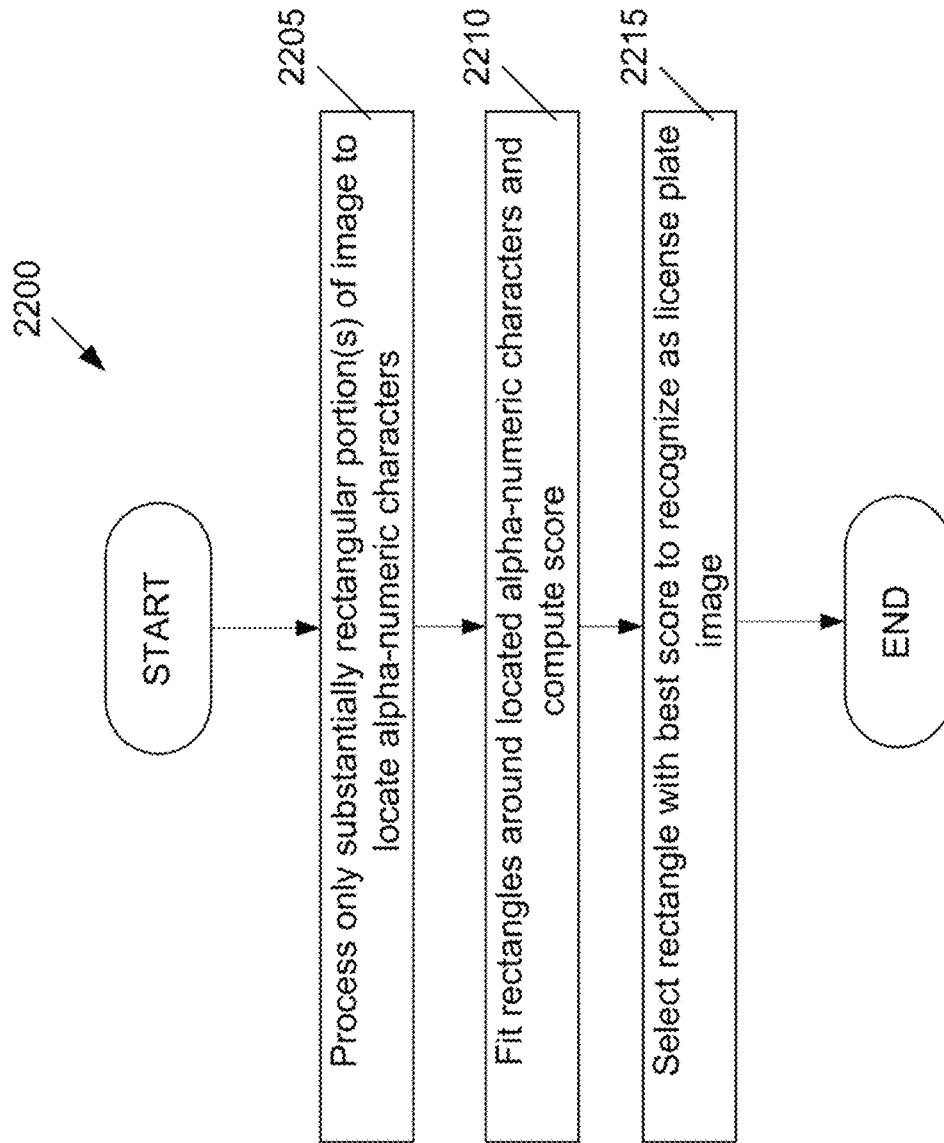 2200
START
2205
Process only substantially rectangular portion(s) of image to
locate alpha-numeric characters
2210
Fit rectangles around located alpha-numeric characters and
compute score
2215
Select rectangle with best score to recognize as license plate
image
END